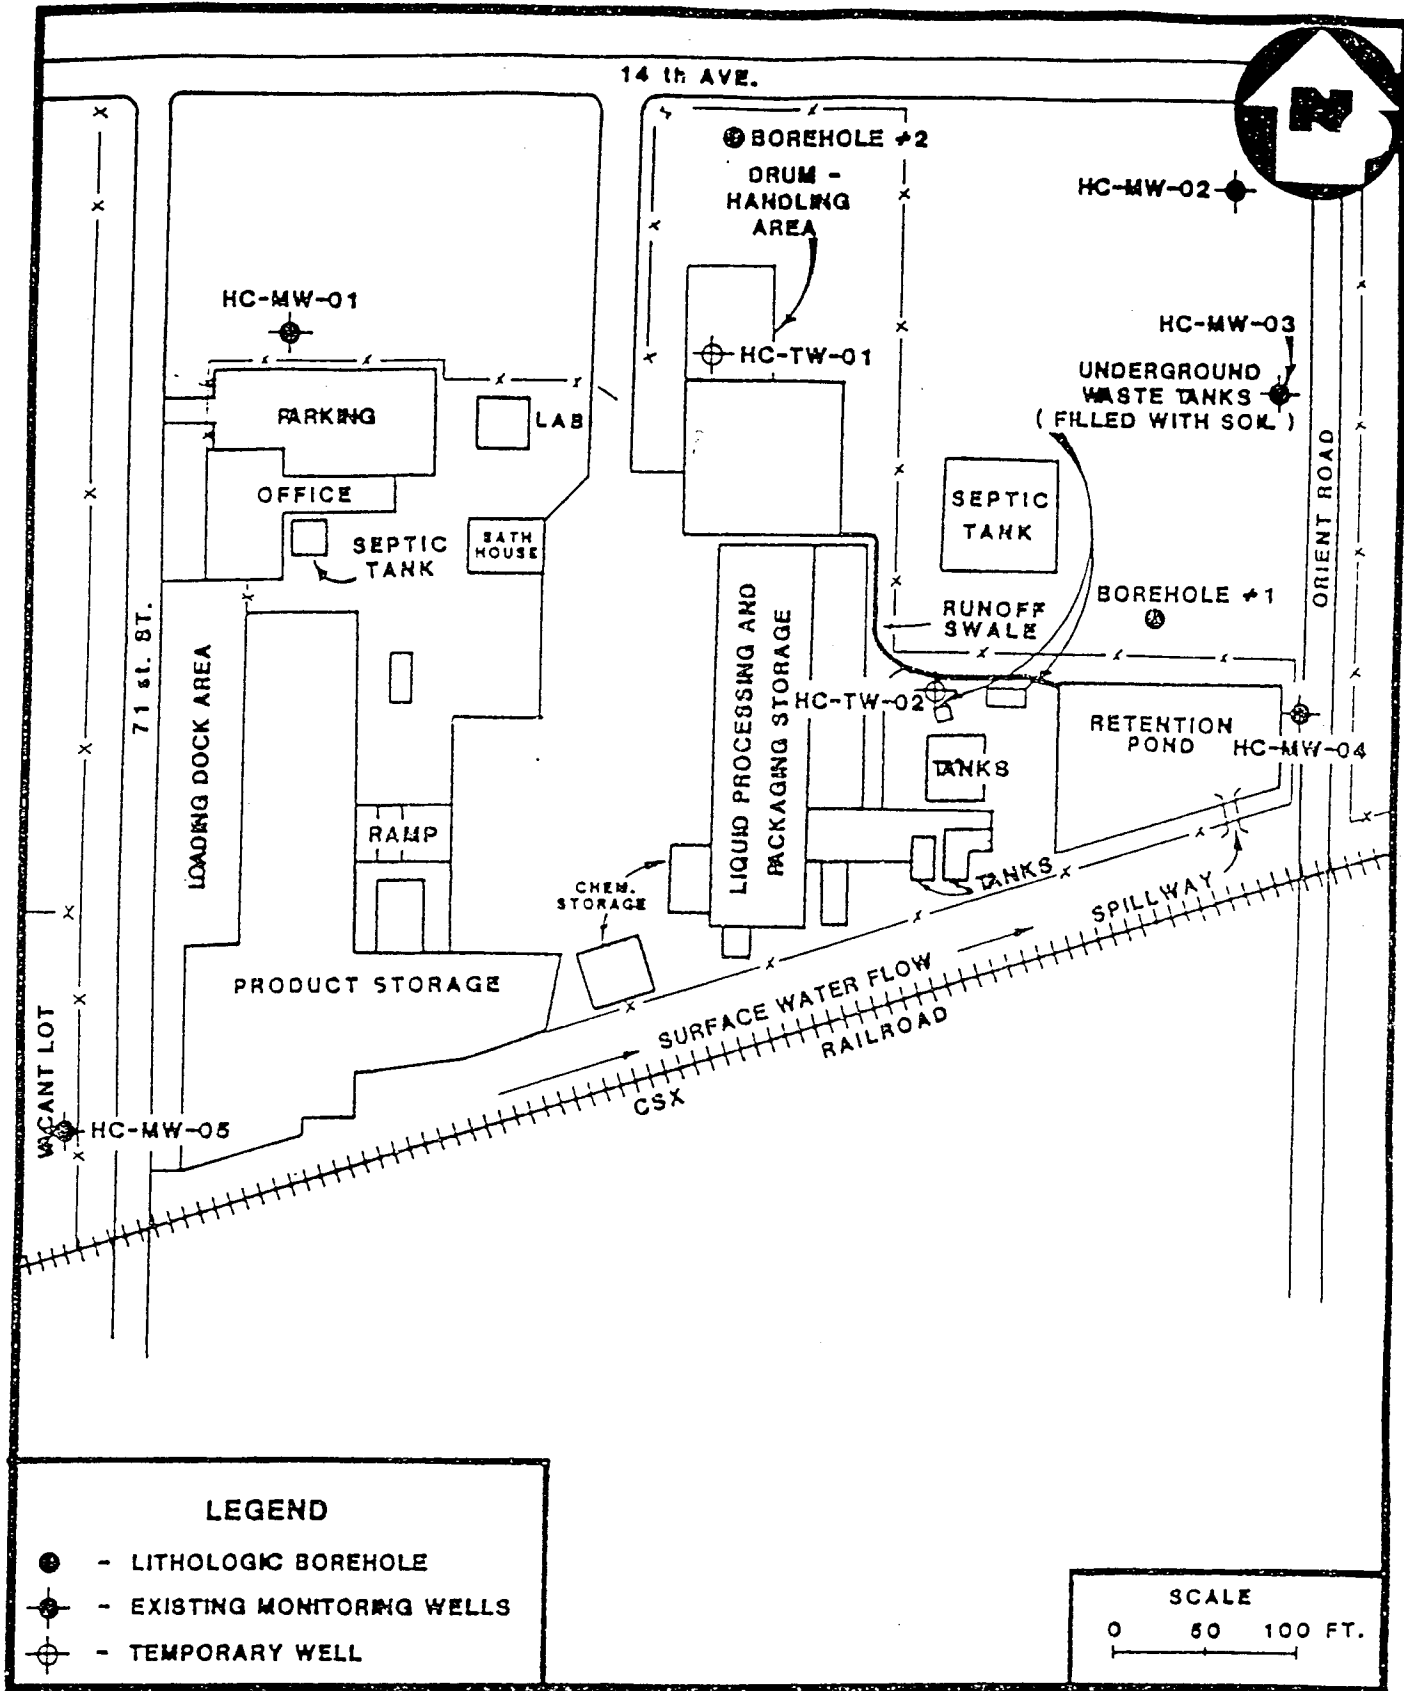 14 th AVE.
N
BOREHOLE #2
DRUM -
HANDLING
AREA
HC-MW-02
HC-MW-01
HC-MW-03
HC-TW-01
UNDERGROUND
WASTE TANKS
( FILLED WITH SOIL )
PARKING
LAB
ORIENT ROAD
OFFICE
SEPTIC
TANK
BATH
HOUSE
SEPTIC
TANK
BOREHOLE #1
RUNOFF
SWALE
71 st. ST.
LOADING DOCK AREA
LIQUID PROCESSING AND
PACKAGING STORAGE
HC-TW-02
RETENTION
POND
HC-MW-04
TANKS
RAMP
CHEM.
STORAGE
TANKS
SPILLWAY
PRODUCT STORAGE
SURFACE WATER FLOW
RAILROAD
CSX
VACANT LOT
HC-MW-05
LEGEND
- LITHOLOGIC BOREHOLE
- EXISTING MONITORING WELLS
- TEMPORARY WELL
SCALE
0 50 100 FT.